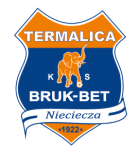 TERMALICA
K S
BRUK-BET
Nieciecza
•1922•